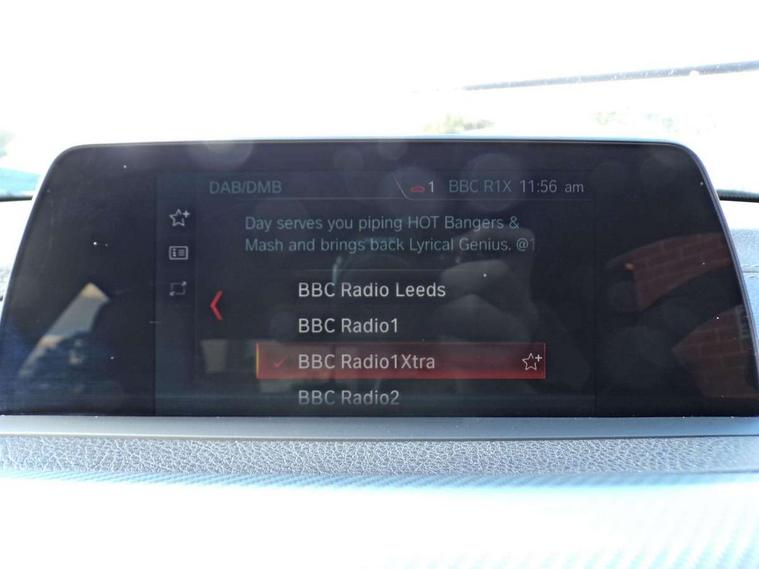 DAB/DMB 1 BBC R1X 11:56 am
Day serves you piping HOT Bangers &
Mash and brings back Lyrical Genius. @1
BBC Radio Leeds
BBC Radio1
BBC Radio1Xtra
BBC Radio2